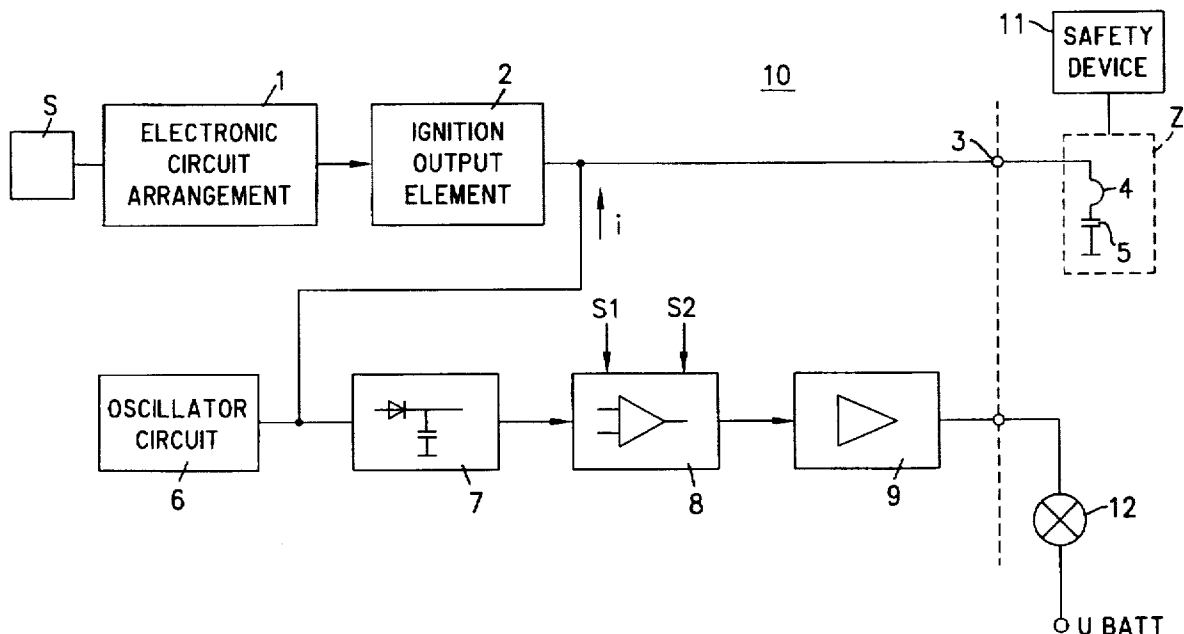 11
SAFETY
DEVICE
10
S
1
ELECTRONIC
CIRCUIT
ARRANGEMENT
2
IGNITION
OUTPUT
ELEMENT
3
Z
4
5
i
S1
S2
OSCILLATOR
CIRCUIT
6
7
8
9
12
U BATT